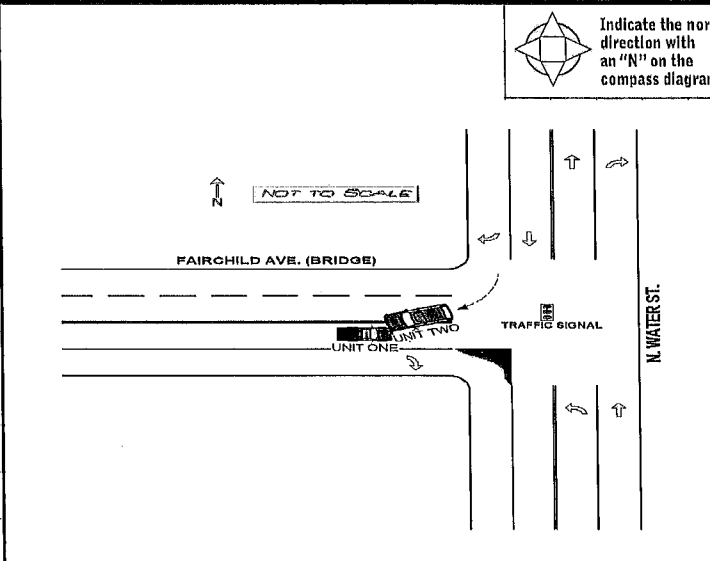 Indicate the nor
direction with
an "N" on the
compass diagran
N
NOT TO SCALE
FAIRCHILD AVE. (BRIDGE)
UNIT TWO
UNIT ONE
TRAFFIC SIGNAL
N. WATER ST.